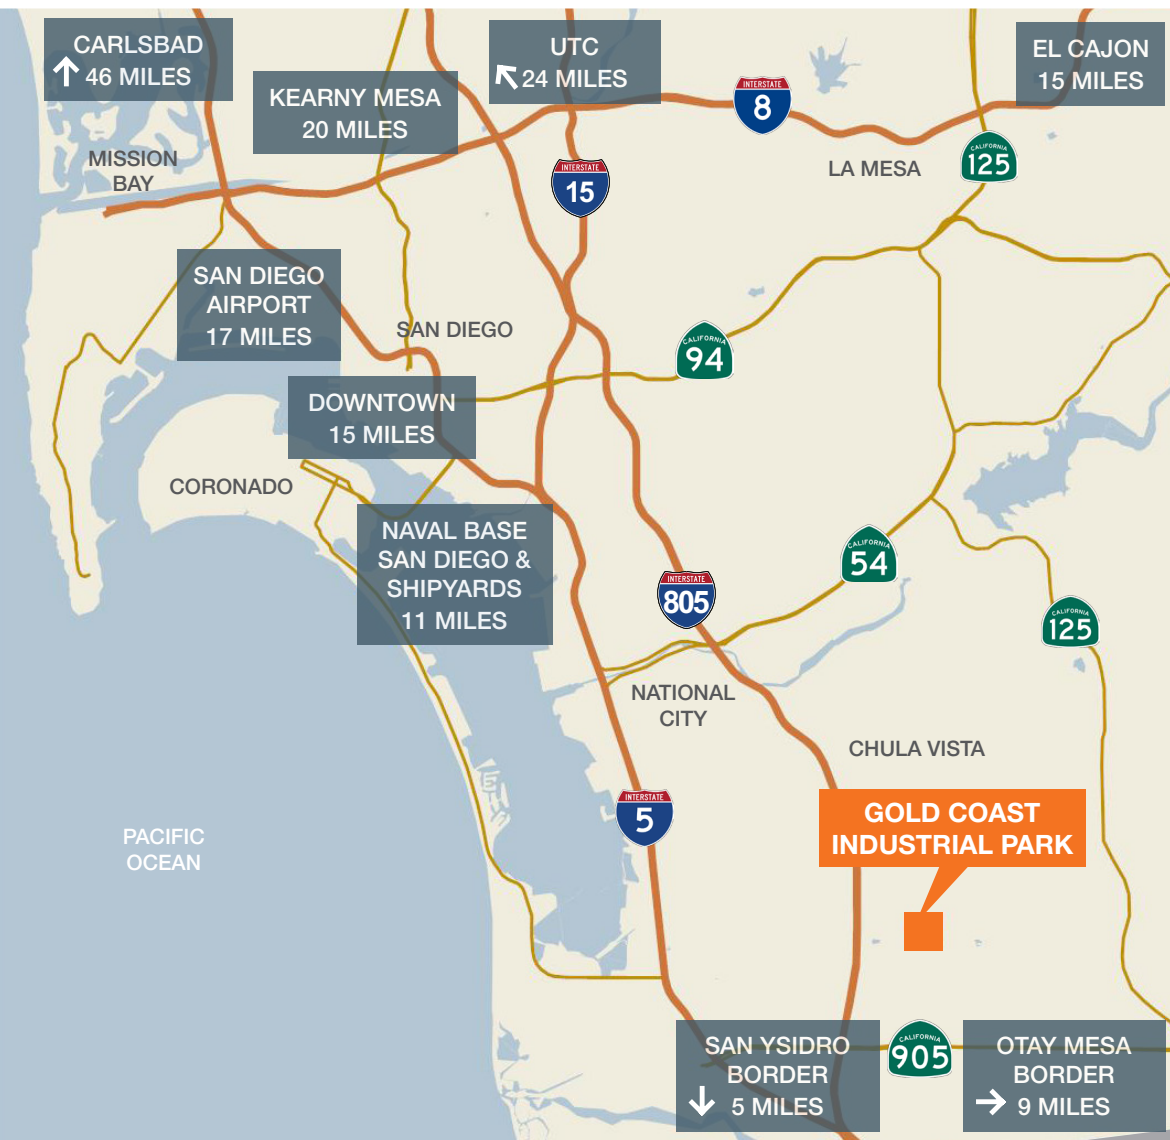 CARLSBAD
46 MILES
UTC
24 MILES
EL CAJON
15 MILES
KEARNY MESA
20 MILES
INTERSTATE
8
MISSION
BAY
INTERSTATE
15
LA MESA
CALIFORNIA
125
SAN DIEGO
AIRPORT
17 MILES
SAN DIEGO
CALIFORNIA
94
DOWNTOWN
15 MILES
CORONADO
NAVAL BASE
SAN DIEGO &
SHIPYARDS
11 MILES
CALIFORNIA
54
INTERSTATE
805
CALIFORNIA
125
NATIONAL
CITY
CHULA VISTA
INTERSTATE
5
GOLD COAST
INDUSTRIAL PARK
PACIFIC
OCEAN
SAN YSIDRO
BORDER
5 MILES
CALIFORNIA
905
OTAY MESA
BORDER
9 MILES